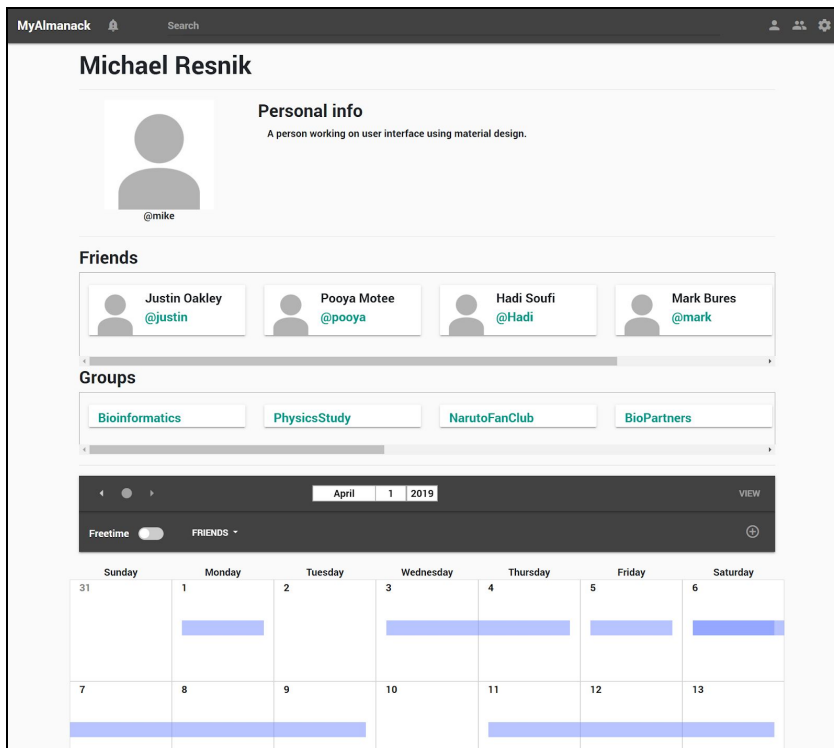 MyAlmanack Search
Michael Resnik
Personal info
A person working on user interface using material design.
@mike
Friends
Justin Oakley Pooya Motee Hadi Soufi Mark Bures
@justin @pooya @Hadi @mark
Groups
Bioinformatics PhysicsStudy NarutoFanClub BioPartners
April 1 2019 VIEW
Freetime FRIENDS
Sunday Monday Tuesday Wednesday Thursday Friday Saturday
31 1 2 3 4 5 6
7 8 9 10 11 12 13